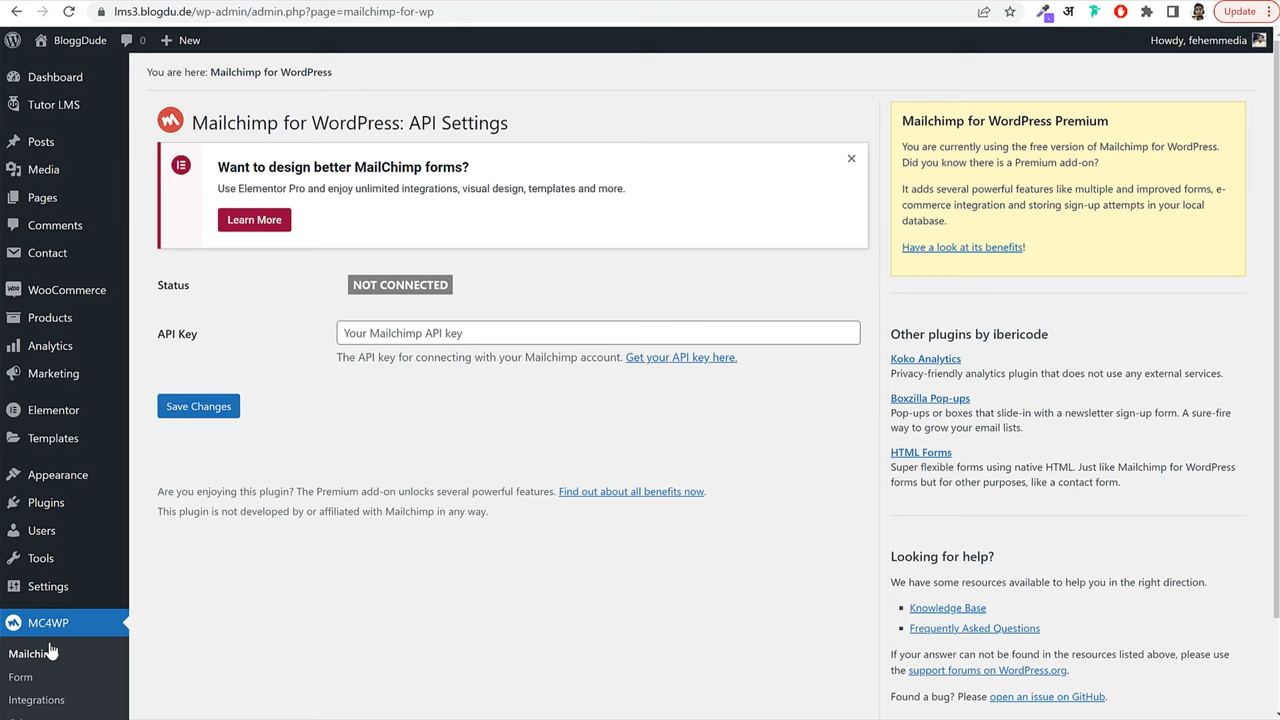 lms3.blogdu.de/wp-admin/admin.php?page=mailchimp-for-wp
अ
Update
BloggDude
0
New
Howdy, fehemmedia
Dashboard
Tutor LMS
Posts
Media
Pages
Comments
Contact
WooCommerce
Products
Analytics
Marketing
Elementor
Templates
Appearance
Plugins
Users
Tools
Settings
MC4WP
Form
Integrations
You are here: Mailchimp for WordPress
Mailchimp for WordPress: API Settings
Want to design better MailChimp forms?
Use Elementor Pro and enjoy unlimited integrations, visual design, templates and more.
Learn More
Status
NOT CONNECTED
API Key
Your Mailchimp API key
The API key for connecting with your Mailchimp account. Get your API key here.
Save Changes
Are you enjoying this plugin? The Premium add-on unlocks several powerful features. Find out about all benefits now.
This plugin is not developed by or affiliated with Mailchimp in any way.
Mailchimp for WordPress Premium
You are currently using the free version of Mailchimp for WordPress.
Did you know there is a Premium add-on?
It adds several powerful features like multiple and improved forms, e-
commerce integration and storing sign-up attempts in your local
database.
Have a look at its benefits!
Other plugins by ibericode
Koko Analytics
Privacy-friendly analytics plugin that does not use any external services.
Boxzilla Pop-ups
Pop-ups or boxes that slide-in with a newsletter sign-up form. A sure-fire
way to grow your email lists.
HTML Forms
Super flexible forms using native HTML. Just like Mailchimp for WordPress
forms but for other purposes, like a contact form.
Looking for help?
We have some resources available to help you in the right direction.
Knowledge Base
Frequently Asked Questions
If your answer can not be found in the resources listed above, please use
the support forums on WordPress.org.
Found a bug? Please open an issue on GitHub.